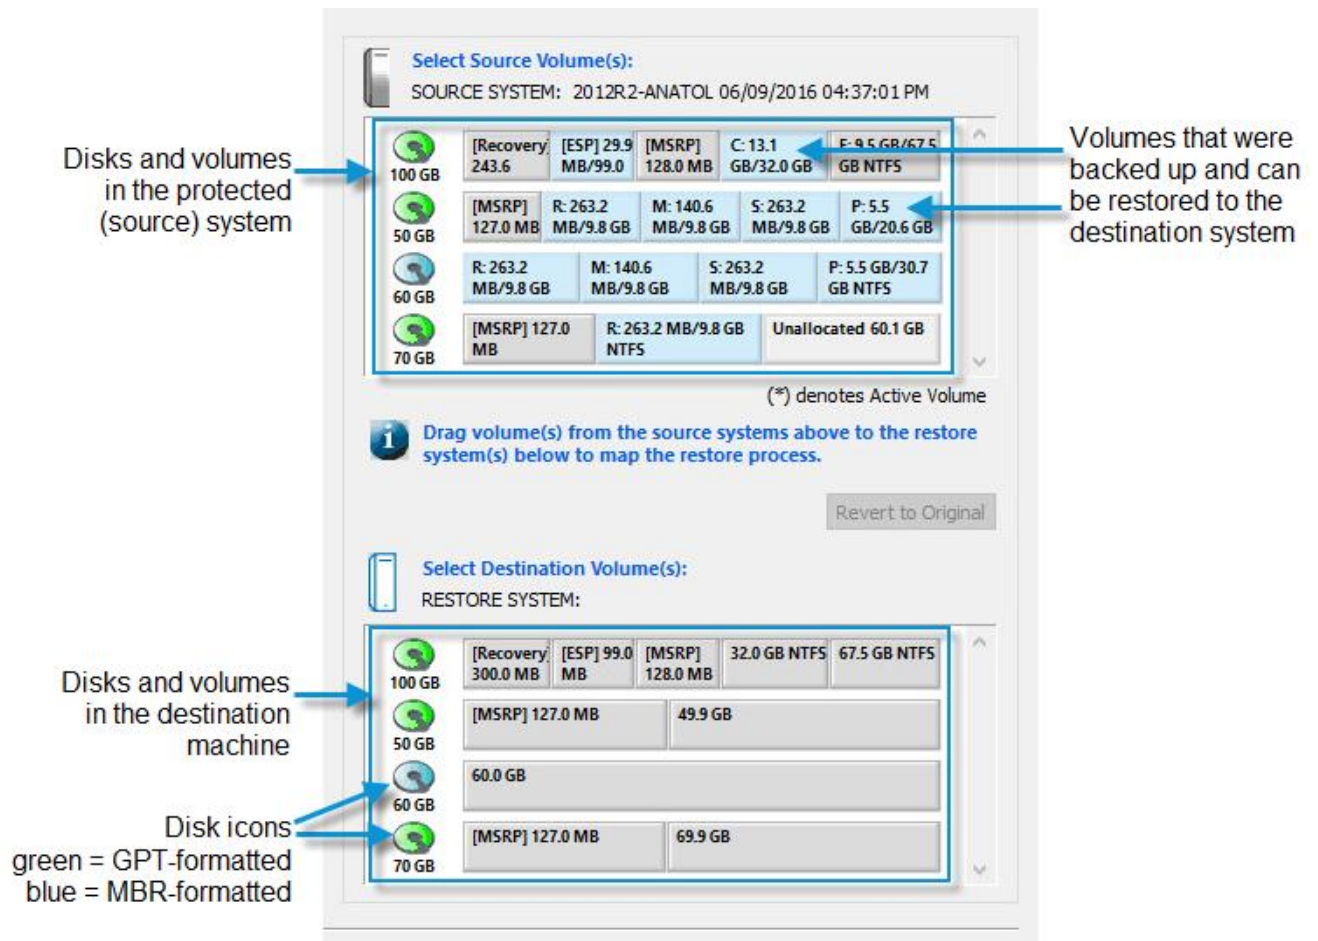 Select Source Volume(s):
SOURCE SYSTEM: 2012R2-ANATOL 06/09/2016 04:37:01 PM
Disks and volumes
in the protected
(source) system
Volumes that were
backed up and can
be restored to the
destination system
100 GB
[Recovery]
243.6
[ESP] 29.9
MB/99.0
[MSRP]
128.0 MB
C: 13.1
GB/32.0 GB
9.5 GB/67.5
GB NTFS
50 GB
[MSRP]
127.0 MB
R: 263.2
MB/9.8 GB
M: 140.6
MB/9.8 GB
S: 263.2
MB/9.8 GB
P: 5.5
GB/20.6 GB
60 GB
R: 263.2
MB/9.8 GB
M: 140.6
MB/9.8 GB
S: 263.2
MB/9.8 GB
P: 5.5 GB/30.7
GB NTFS
70 GB
[MSRP] 127.0
MB
R: 263.2 MB/9.8 GB
NTFS
Unallocated 60.1 GB
(*) denotes Active Volume
i
Drag volume(s) from the source systems above to the restore
system(s) below to map the restore process.
Revert to Original
Select Destination Volume(s):
RESTORE SYSTEM:
Disks and volumes
in the destination
machine
Disk icons
green = GPT-formatted
blue = MBR-formatted
100 GB
[Recovery]
300.0 MB
[ESP] 99.0
MB
[MSRP]
128.0 MB
32.0 GB NTFS
67.5 GB NTFS
50 GB
[MSRP] 127.0 MB
49.9 GB
60 GB
60.0 GB
70 GB
[MSRP] 127.0 MB
69.9 GB